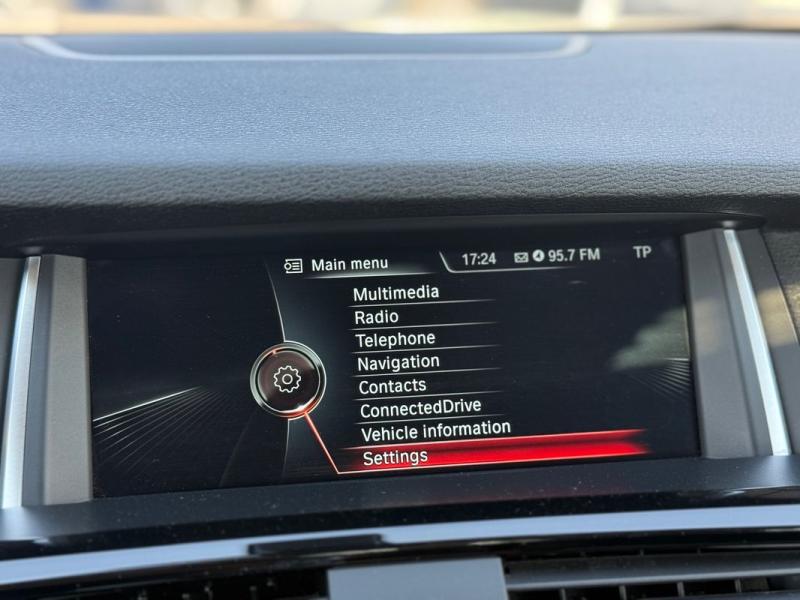 Main menu 17:24 95.7 FM TP
Multimedia
Radio
Telephone
Navigation
Contacts
ConnectedDrive
Vehicle information
Settings